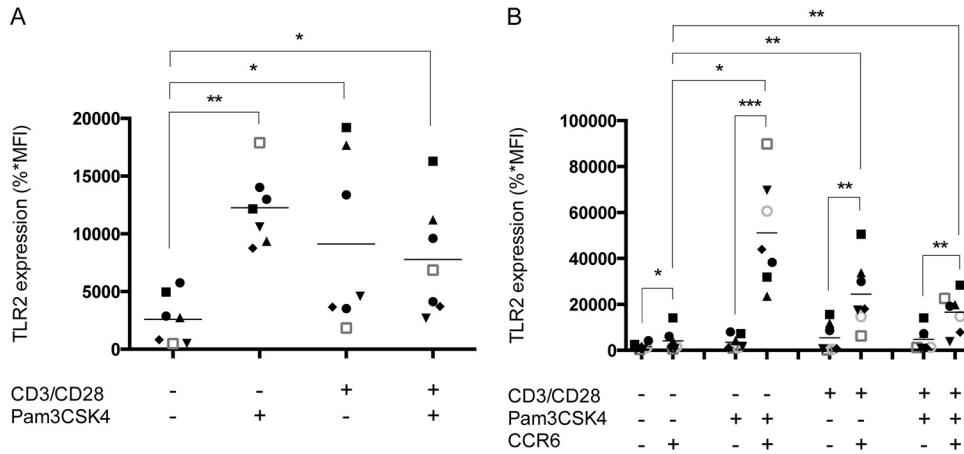 A
TLR2 expression (%*MFI)
20000
15000
10000
5000
0
**
*
*
CD3/CD28 - - + +
Pam3CSK4 - + - +
B
TLR2 expression (%*MFI)
100000
80000
60000
40000
20000
0
**
**
*
***
**
**
*
CD3/CD28 - - - - + + + +
Pam3CSK4 - - + + - - + +
CCR6 - + - + - + - +